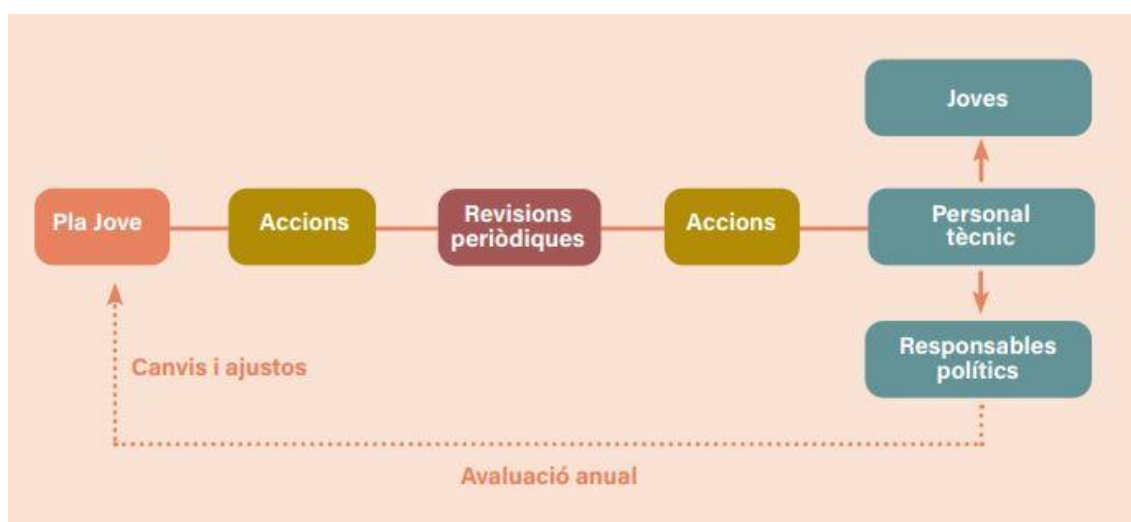 Joves
Pla Jove
Accions
Revisions
periòdiques
Accions
Personal
tècnic
Responsables
polítics
Canvis i ajustos
Avaluació anual